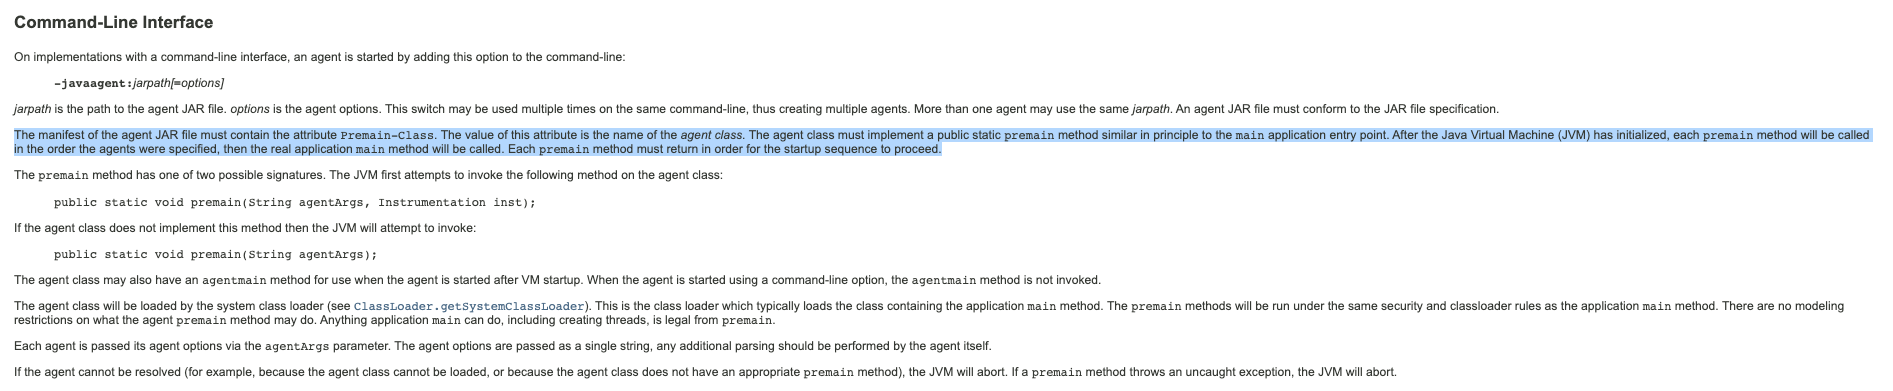 Command-Line Interface
On implementations with a command-line interface, an agent is started by adding this option to the command-line:
-javaagent:jarpath[=options]
jarpath is the path to the agent JAR file. options is the agent options. This switch may be used multiple times on the same command-line, thus creating multiple agents. More than one agent may use the same jarpath. An agent JAR file must conform to the JAR file specification.
The manifest of the agent JAR file must contain the attribute Premain-Class. The value of this attribute is the name of the agent class. The agent class must implement a public static premain method similar in principle to the main application entry point. After the Java Virtual Machine (JVM) has initialized, each premain method will be called
in the order the agents were specified, then the real application main method will be called. Each premain method must return in order for the startup sequence to proceed.
The premain method has one of two possible signatures. The JVM first attempts to invoke the following method on the agent class:
public static void premain(String agentArgs, Instrumentation inst);
If the agent class does not implement this method then the JVM will attempt to invoke:
public static void premain(String agentArgs);
The agent class may also have an agentmain method for use when the agent is started after VM startup. When the agent is started using a command-line option, the agentmain method is not invoked.
The agent class will be loaded by the system class loader (see ClassLoader.getSystemClassLoader). This is the class loader which typically loads the class containing the application main method. The premain methods will be run under the same security and classloader rules as the application main method. There are no modeling
restrictions on what the agent premain method may do. Anything application main can do, including creating threads, is legal from premain.
Each agent is passed its agent options via the agentArgs parameter. The agent options are passed as a single string, any additional parsing should be performed by the agent itself.
If the agent cannot be resolved (for example, because the agent class cannot be loaded, or because the agent class does not have an appropriate premain method), the JVM will abort. If a premain method throws an uncaught exception, the JVM will abort.